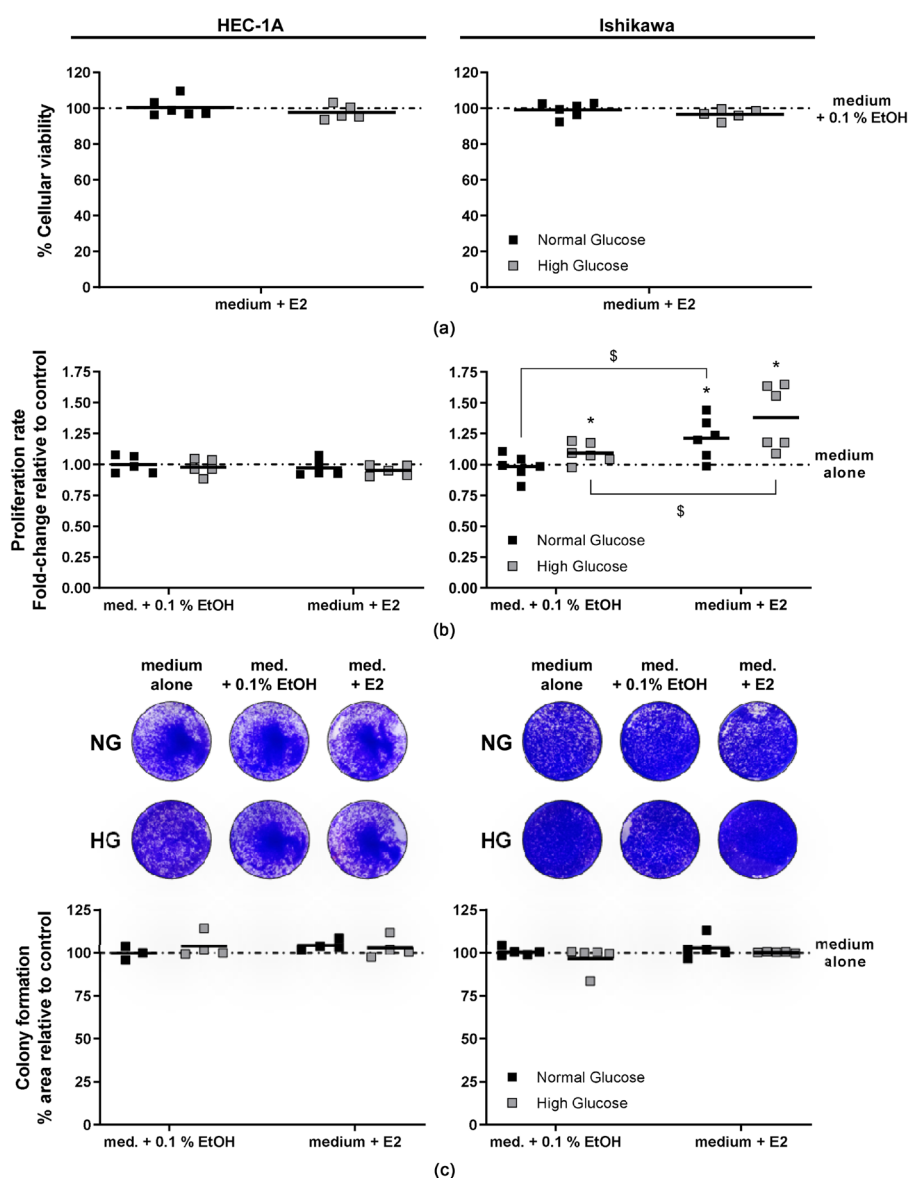 HEC-1A
Ishikawa
% Cellular viability
120
100
80
60
40
20
0
medium + E2
120
100
80
60
40
20
0
Normal Glucose
High Glucose
medium + E2
medium
+ 0.1 % EtOH
(a)
Proliferation rate
Fold-change relative to control
1.75
1.50
1.25
1.00
0.75
0.50
0.25
0.00
med. + 0.1 % EtOH
medium + E2
1.75
1.50
1.25
1.00
0.75
0.50
0.25
0.00
$
*
*
*
$
Normal Glucose
High Glucose
med. + 0.1 % EtOH
medium + E2
medium
alone
(b)
medium
alone
med.
+ 0.1% EtOH
med.
+ E2
NG
HG
medium
alone
med.
+ 0.1% EtOH
med.
+ E2
NG
HG
Colony formation
% area relative to control
125
100
75
50
25
0
med. + 0.1 % EtOH
medium + E2
125
100
75
50
25
0
Normal Glucose
High Glucose
med. + 0.1 % EtOH
medium + E2
medium
alone
(c)